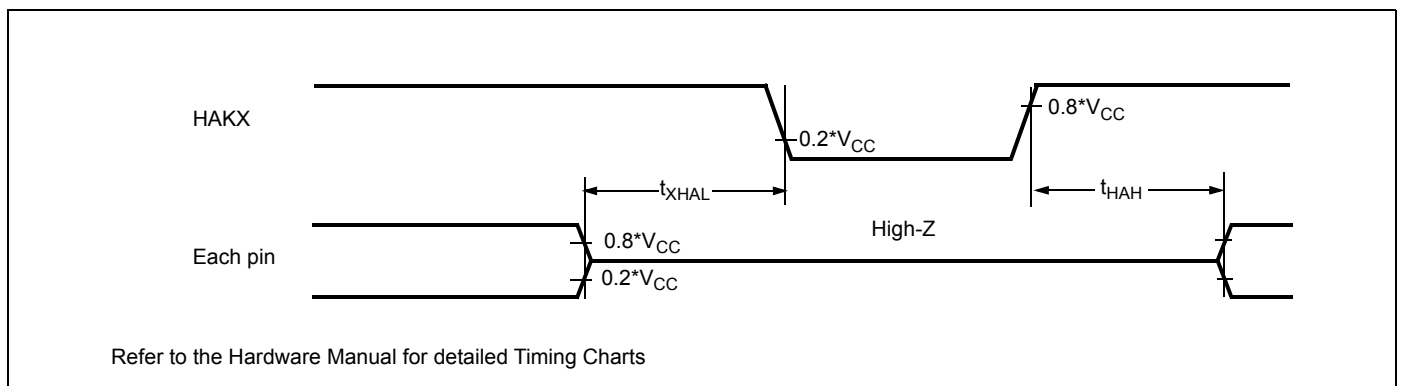 HAKX
0.8*VCC
0.2*VCC
tXHAL
tHAH
High-Z
Each pin
0.8*VCC
0.2*VCC
Refer to the Hardware Manual for detailed Timing Charts